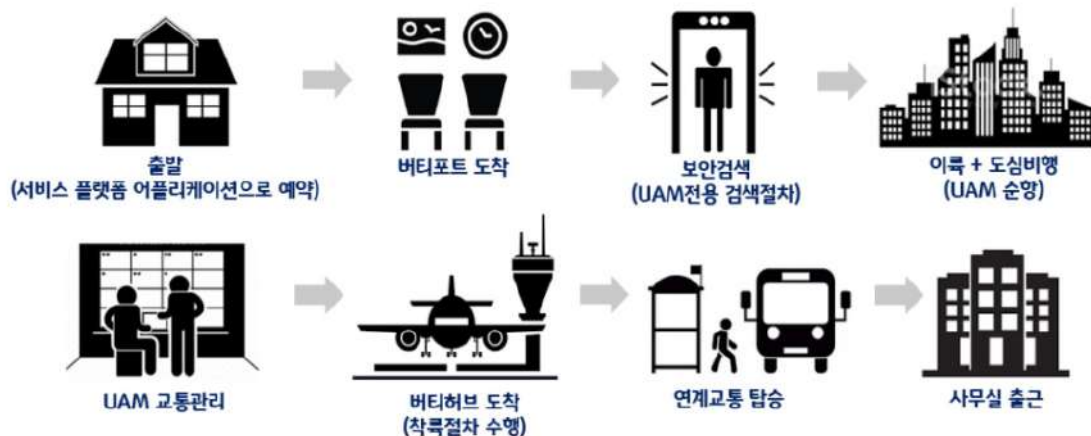 출발
(서비스 플랫폼 어플리케이션으로 예약)
버티포트 도착
보안검색
(UAM전용 검색절차)
이륙 + 도심비행
(UAM 순항)
UAM 교통관리
버티허브 도착
(착륙절차 수행)
연계교통 탑승
사무실 출근